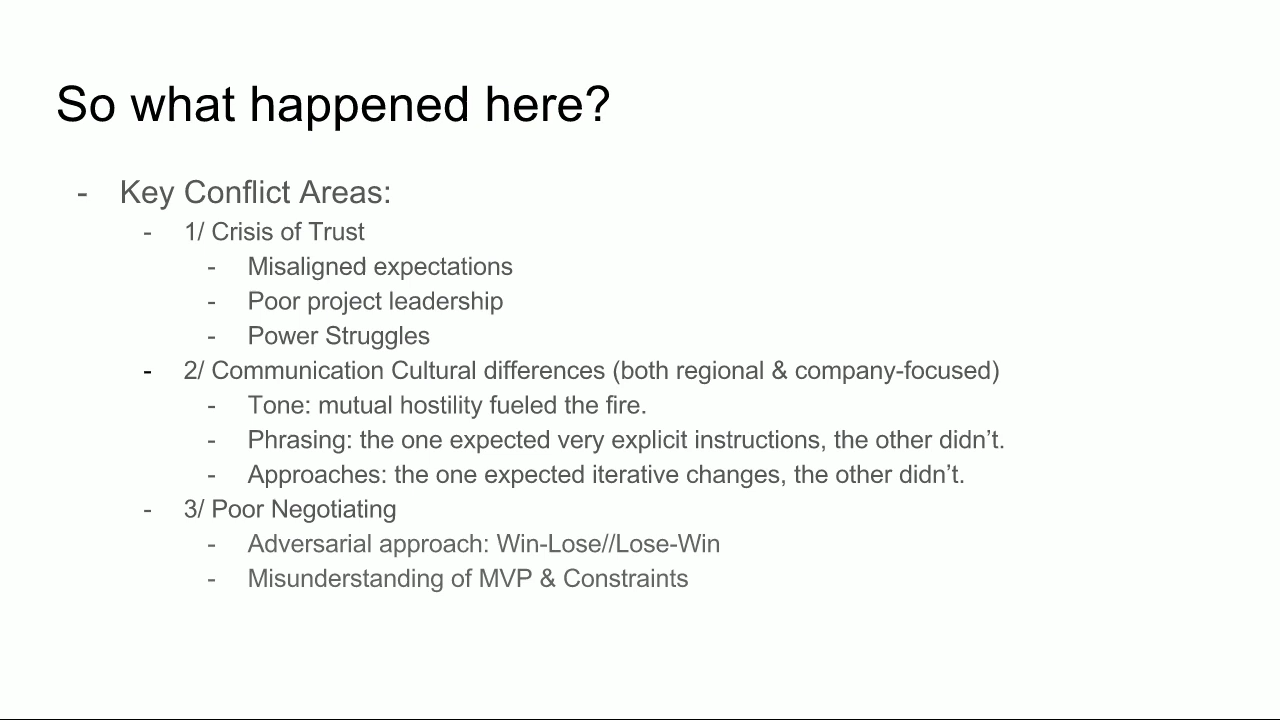 So what happened here?
- Key Conflict Areas:
- 1/ Crisis of Trust
- Misaligned expectations
- Poor project leadership
- Power Struggles
- 2/ Communication Cultural differences (both regional & company-focused)
- Tone: mutual hostility fueled the fire.
- Phrasing: the one expected very explicit instructions, the other didn’t.
- Approaches: the one expected iterative changes, the other didn’t.
- 3/ Poor Negotiating
- Adversarial approach: Win-Lose//Lose-Win
- Misunderstanding of MVP & Constraints